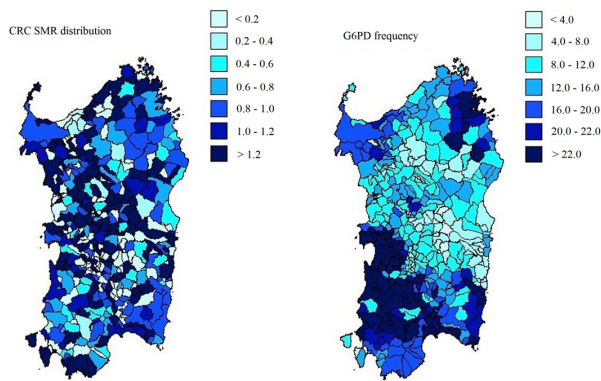 CRC SMR distribution
< 0.2
0.2 - 0.4
0.4 - 0.6
0.6 - 0.8
0.8 - 1.0
1.0 - 1.2
> 1.2
G6PD frequency
< 4.0
4.0 - 8.0
8.0 - 12.0
12.0 - 16.0
16.0 - 20.0
20.0 - 22.0
> 22.0